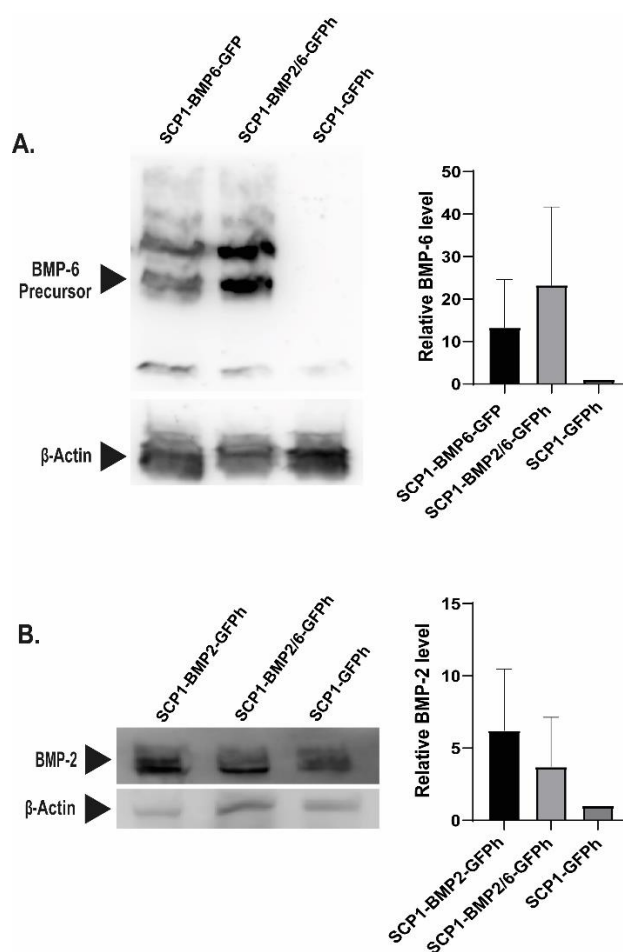 A.
SCP1-BMP6-GFP
SCP1-BMP2/6-GFPh
SCP1-GFPh
BMP-6
Precursor
β-Actin
Relative BMP-6 level
50
40
30
20
10
0
SCP1-BMP6-GFP
SCP1-BMP2/6-GFPh
SCP1-GFPh
B.
SCP1-BMP2-GFPh
SCP1-BMP2/6-GFPh
SCP1-GFPh
BMP-2
β-Actin
Relative BMP-2 level
15
10
5
0
SCP1-BMP2-GFPh
SCP1-BMP2/6-GFPh
SCP1-GFPh